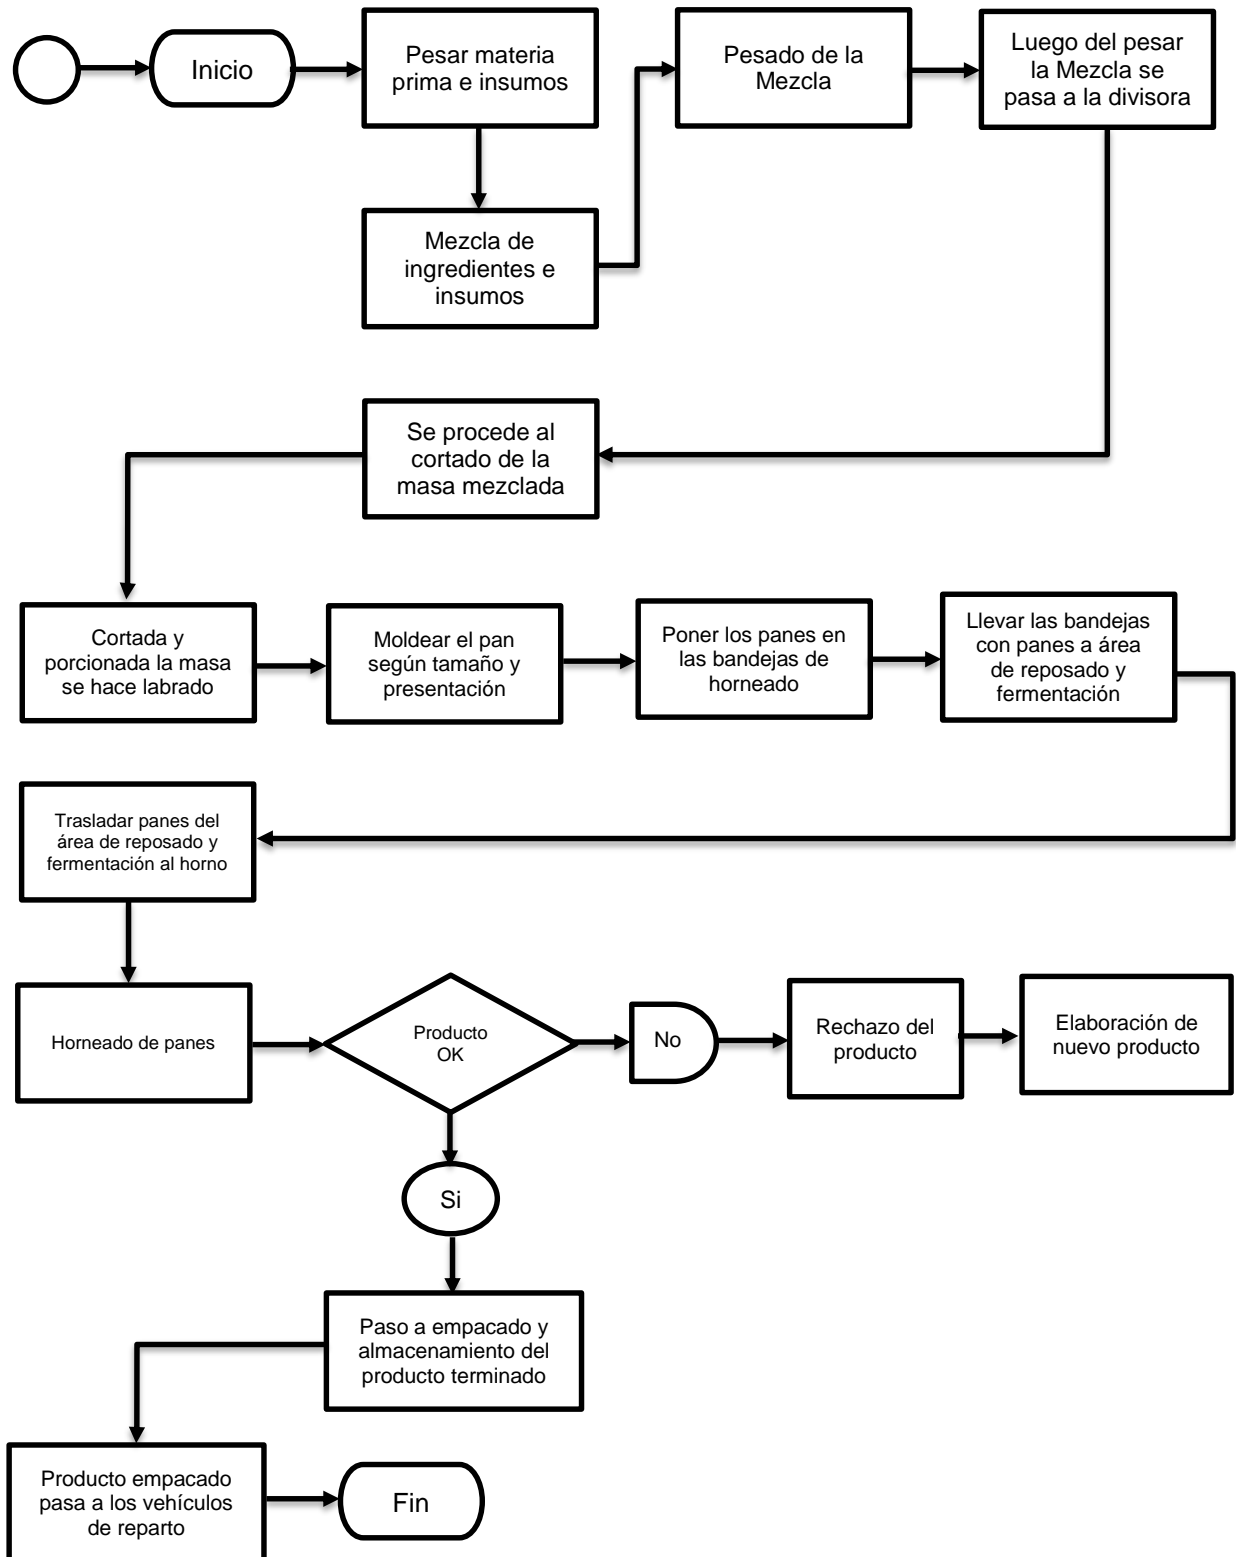 Inicio
Pesar materia
prima e insumos
Pesado de la
Mezcla
Luego del pesar
la Mezcla se
pasa a la divisora
Mezcla de
ingredientes e
insumos
Se procede al
cortado de la
masa mezclada
Cortada y
porcionada la masa
se hace labrado
Moldear el pan
según tamaño y
presentación
Poner los panes en
las bandejas de
horneado
Llevar las bandejas
con panes a área
de reposado y
fermentación
Trasladar panes del
área de reposado y
fermentación al horno
Horneado de panes
Producto
OK
No
Rechazo del
producto
Elaboración de
nuevo producto
Si
Paso a empacado y
almacenamiento del
producto terminado
Producto empacado
pasa a los vehículos
de reparto
Fin